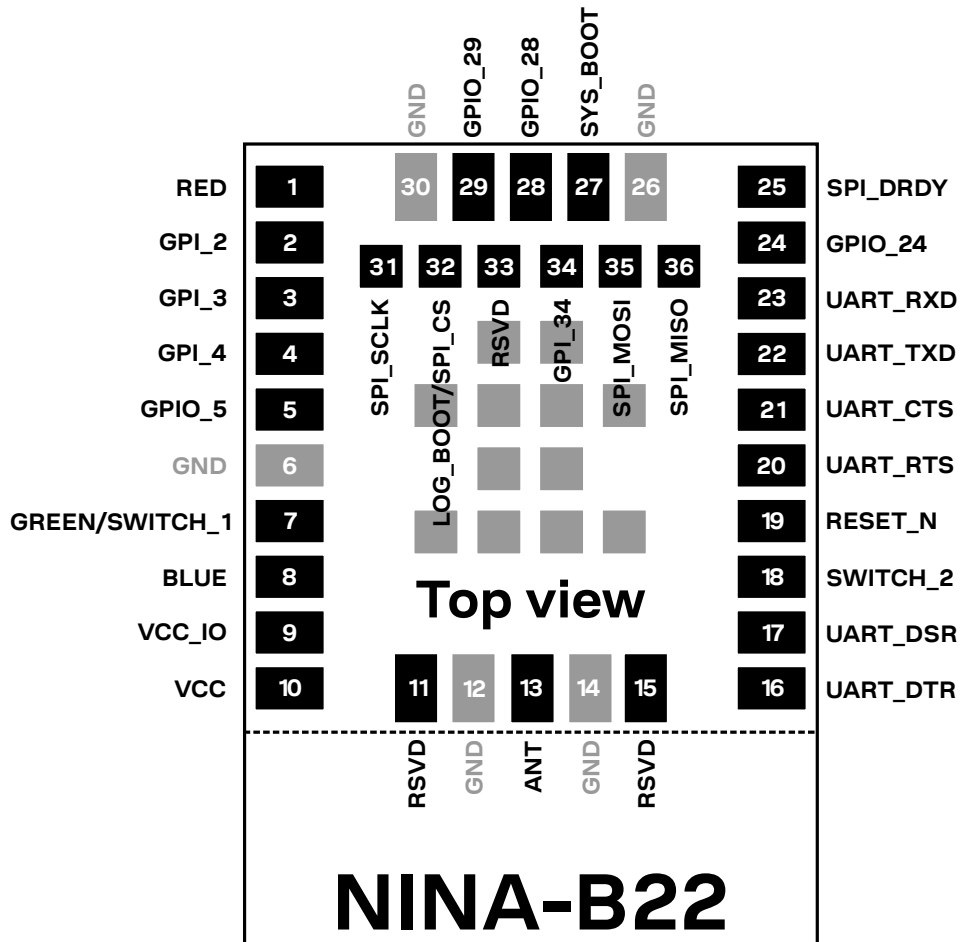 GND
GPIO_29
GPIO_28
SYS_BOOT
GND
30
29
28
27
26
RED
1
25
SPI_DRDY
GPI_2
2
24
GPIO_24
31
32
33
34
35
36
GPI_3
3
23
UART_RXD
SPI_SCLK
LOG_BOOT/SPI_CS
RSVD
GPI_34
SPI_MOSI
SPI_MISO
GPI_4
4
22
UART_TXD
GPIO_5
5
21
UART_CTS
GND
6
20
UART_RTS
GREEN/SWITCH_1
7
19
RESET_N
BLUE
8
18
SWITCH_2
Top view
VCC_IO
9
17
UART_DSR
VCC
10
11
12
13
14
15
16
UART_DTR
RSVD
GND
ANT
GND
RSVD
NINA-B22